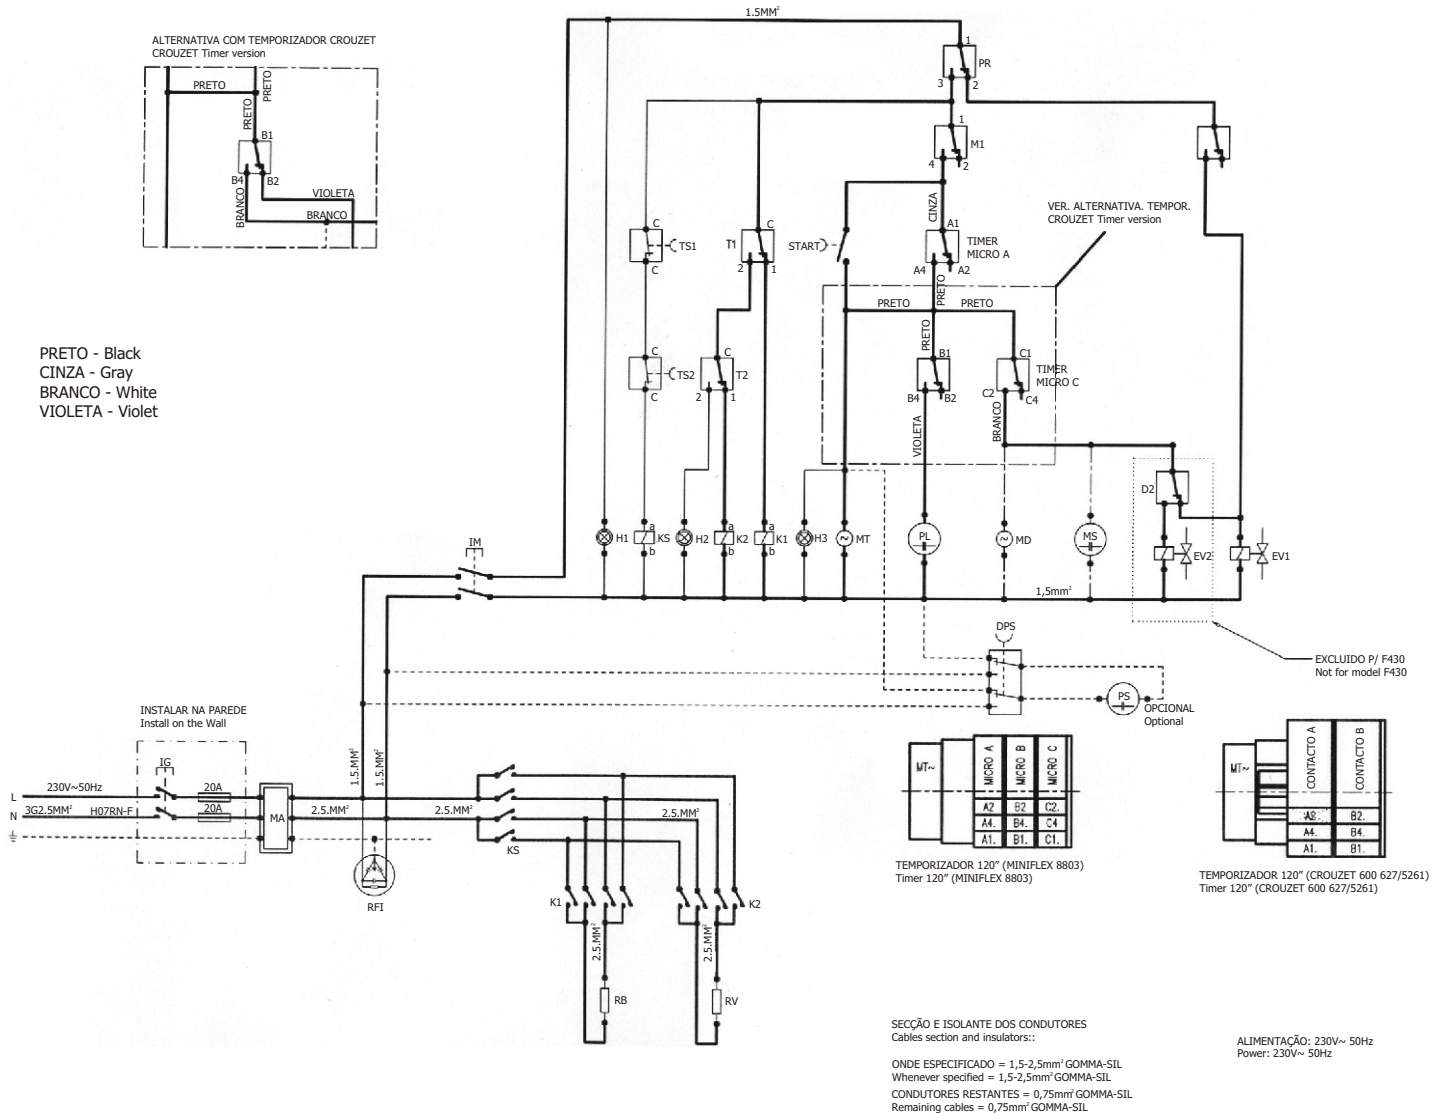 1.5MM²
ALTERNATIVA COM TEMPORIZADOR CROUZET
CROUZET Timer version
PRETO
PRETO
PRETO
B1
B4
B2
BRANCO
VIOLETA
BRANCO
PRETO - Black
CINZA - Gray
BRANCO - White
VIOLETA - Violet
1
PR
3
2
1
M1
4
2
CINZA
VER. ALTERNATIVA. TEMPOR.
CROUZET Timer version
C
TS1
C
C
T1
2
1
START
A1
TIMER
MICRO A
A4
A2
PRETO
PRETO
PRETO
PRETO
C
TS2
C
C
T2
2
1
B1
B4
B2
C1
TIMER
MICRO C
C2
C4
VIOLETA
BRANCO
D2
H1
a
KS
b
H2
a
K2
b
a
K1
b
H3
MT
PL
MD
MS
EV2
EV1
IM
1,5mm²
DPS
EXCLUIDO P/ F430
Not for model F430
PS
OPCIONAL
Optional
INSTALAR NA PAREDE
Install on the Wall
IG
L
230V~50Hz
20A
N
3G2.5MM²
H07RN-F
20A
MA
2.5.MM²
1.5.MM²
1.5.MM²
2.5.MM²
2.5.MM²
KS
RFI
K1
K2
2.5.MM²
2.5.MM²
RB
RV
MT~
MICRO A
MICRO B
MICRO C
A2
B2
C2.
A4.
B4.
C4
A1.
B1.
C1.
TEMPORIZADOR 120” (MINIFLEX 8803)
Timer 120” (MINIFLEX 8803)
MT~
CONTACTO A
CONTACTO B
A2.
B2.
A4.
B4.
A1.
B1.
TEMPORIZADOR 120” (CROUZET 600 627/5261)
Timer 120” (CROUZET 600 627/5261)
SECÇÃO E ISOLANTE DOS CONDUTORES
Cables section and insulators::
ONDE ESPECIFICADO = 1,5-2,5mm² GOMMA-SIL
Whenever specified = 1,5-2,5mm² GOMMA-SIL
CONDUTORES RESTANTES = 0,75mm² GOMMA-SIL
Remaining cables = 0,75mm² GOMMA-SIL
ALIMENTAÇÃO: 230V~ 50Hz
Power: 230V~ 50Hz